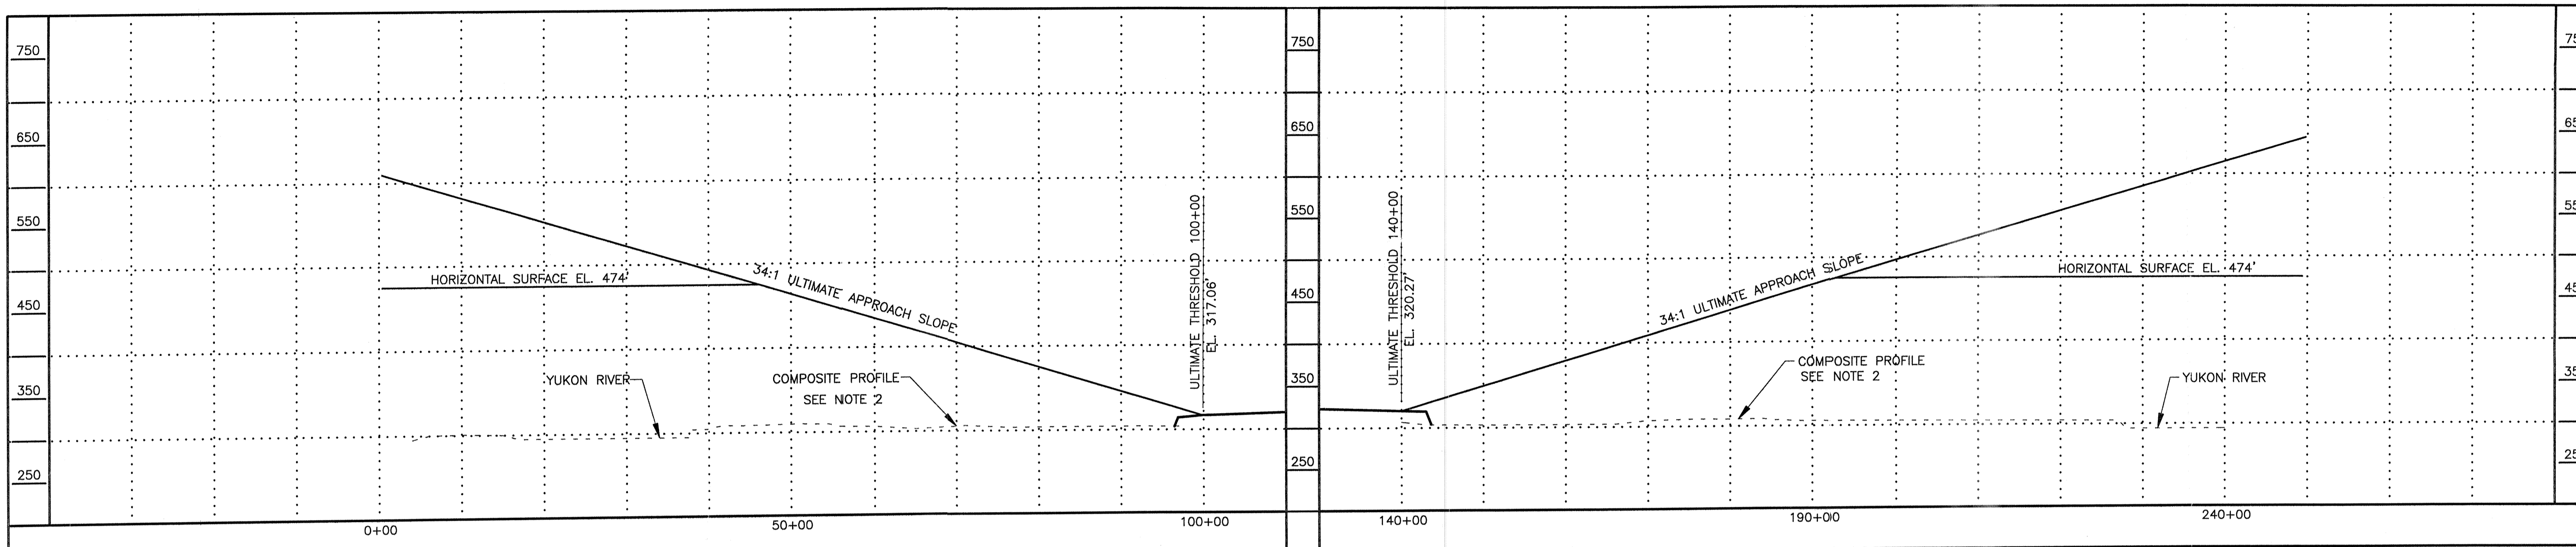 750
650
550
450
350
250
HORIZONTAL SURFACE EL. 474'
34:1 ULTIMATE APPROACH SLOPE
YUKON RIVER
COMPOSITE PROFILE
SEE NOTE 2
ULTIMATE THRESHOLD 100+00
EL. 317.06'
0+00
50+00
100+00
750
650
550
450
350
250
ULTIMATE THRESHOLD 140+00
EL. 320.27'
34:1 ULTIMATE APPROACH SLOPE
HORIZONTAL SURFACE EL. 474'
COMPOSITE PROFILE
SEE NOTE 2
YUKON RIVER
140+00
190+00
240+00